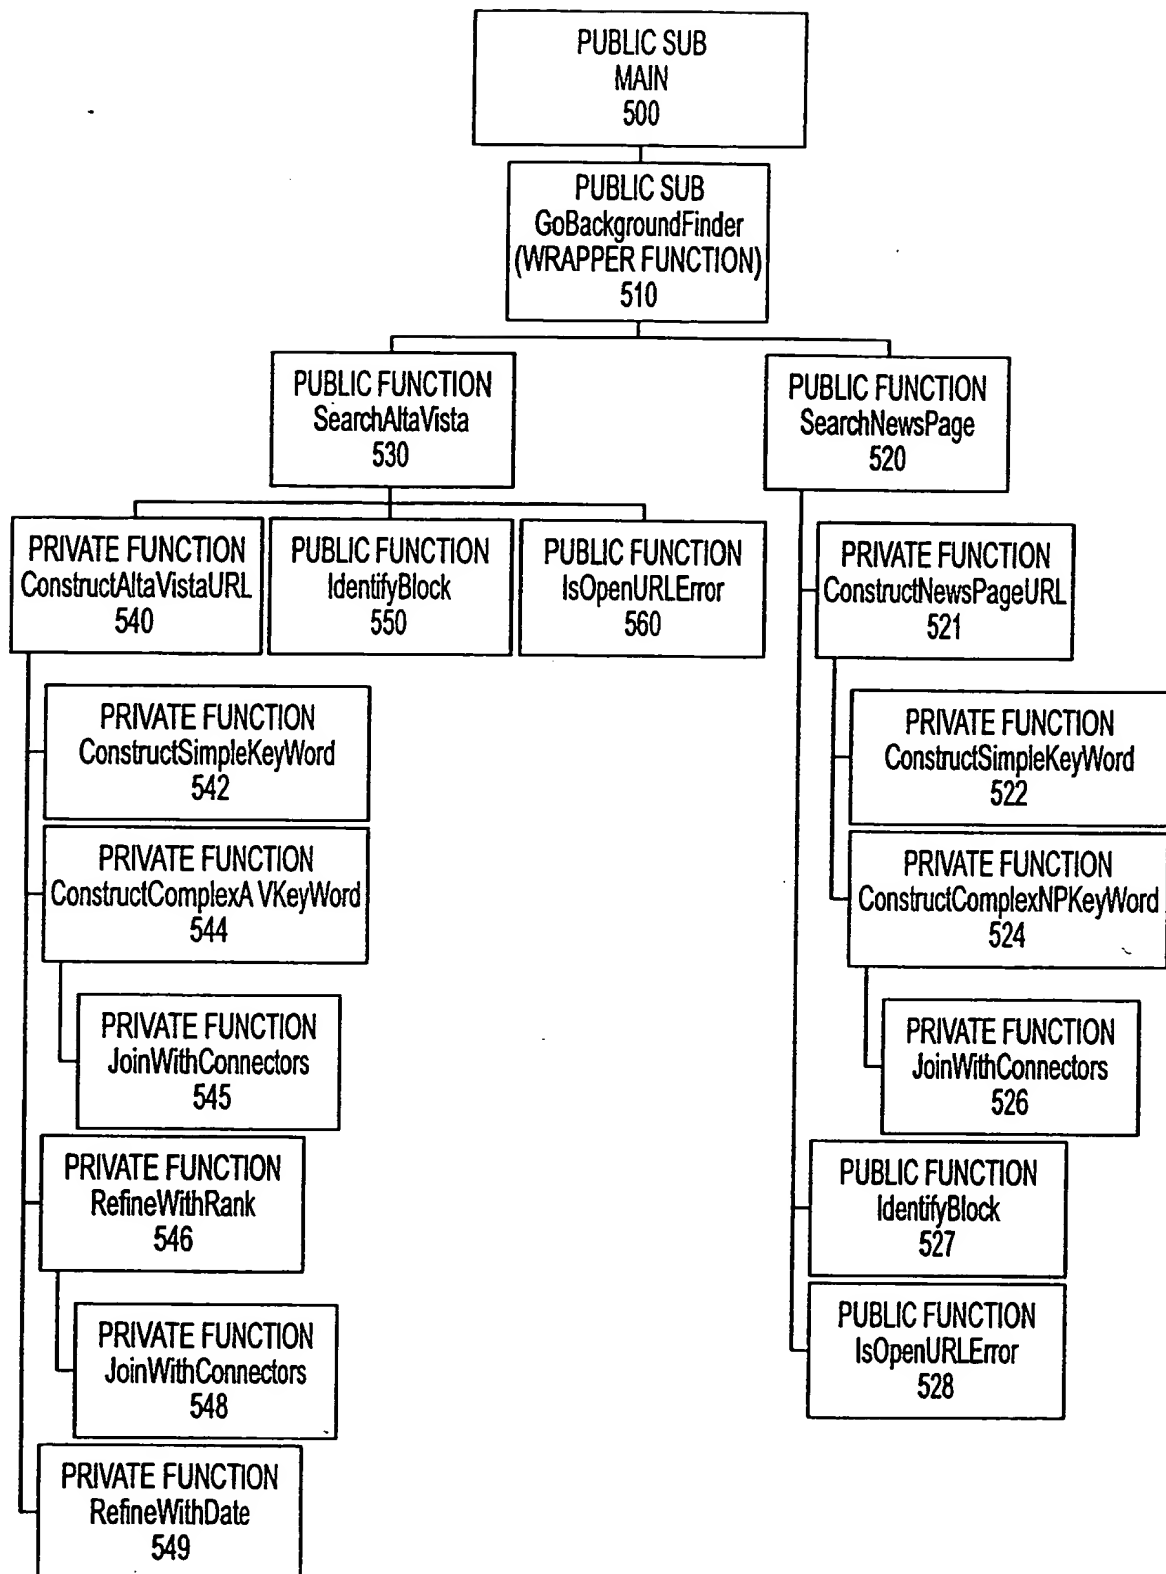 PUBLIC SUB
MAIN
500
PUBLIC SUB
GoBackgroundFinder
(WRAPPER FUNCTION)
510
PUBLIC FUNCTION
SearchAltaVista
530
PUBLIC FUNCTION
SearchNewsPage
520
PRIVATE FUNCTION
ConstructAltaVistaURL
540
PUBLIC FUNCTION
IdentifyBlock
550
PUBLIC FUNCTION
IsOpenURLError
560
PRIVATE FUNCTION
ConstructNewsPageURL
521
PRIVATE FUNCTION
ConstructSimpleKeyWord
542
PRIVATE FUNCTION
ConstructComplexA VKeyWord
544
PRIVATE FUNCTION
JoinWithConnectors
545
PRIVATE FUNCTION
RefineWithRank
546
PRIVATE FUNCTION
JoinWithConnectors
548
PRIVATE FUNCTION
RefineWithDate
549
PRIVATE FUNCTION
ConstructSimpleKeyWord
522
PRIVATE FUNCTION
ConstructComplexNPKeyWord
524
PRIVATE FUNCTION
JoinWithConnectors
526
PUBLIC FUNCTION
IdentifyBlock
527
PUBLIC FUNCTION
IsOpenURLError
528